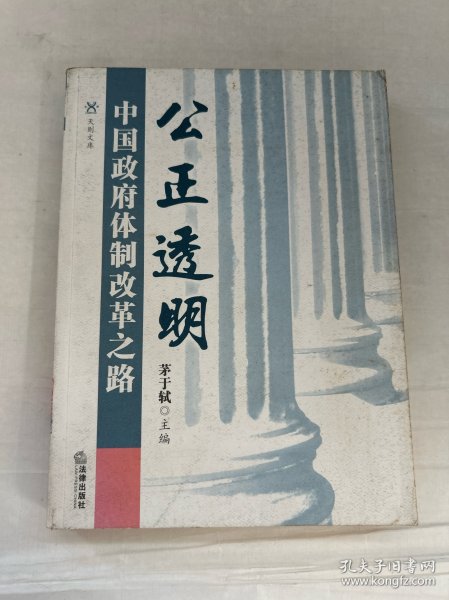 公正透明
中国政府体制改革之路
天则文库
茅于轼◎主编
法律出版社
孔夫子旧书网
www.kongfz.com